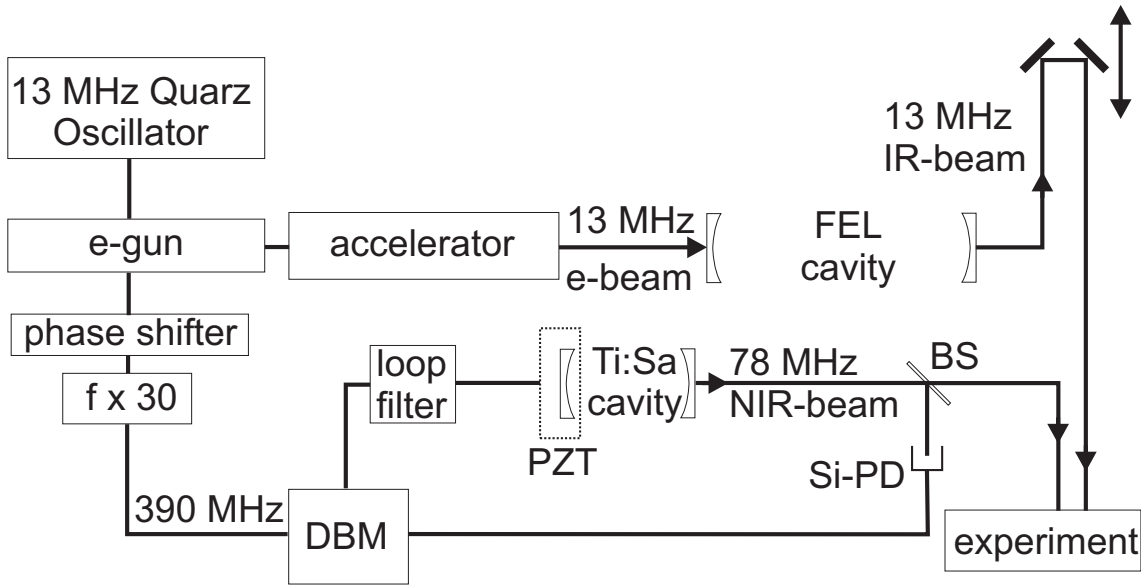 13 MHz Quarz
Oscillator
e-gun
accelerator
13 MHz
e-beam
FEL
cavity
13 MHz
IR-beam
phase shifter
f x 30
390 MHz
DBM
loop
filter
PZT
Ti:Sa
cavity
78 MHz
NIR-beam
BS
Si-PD
experiment